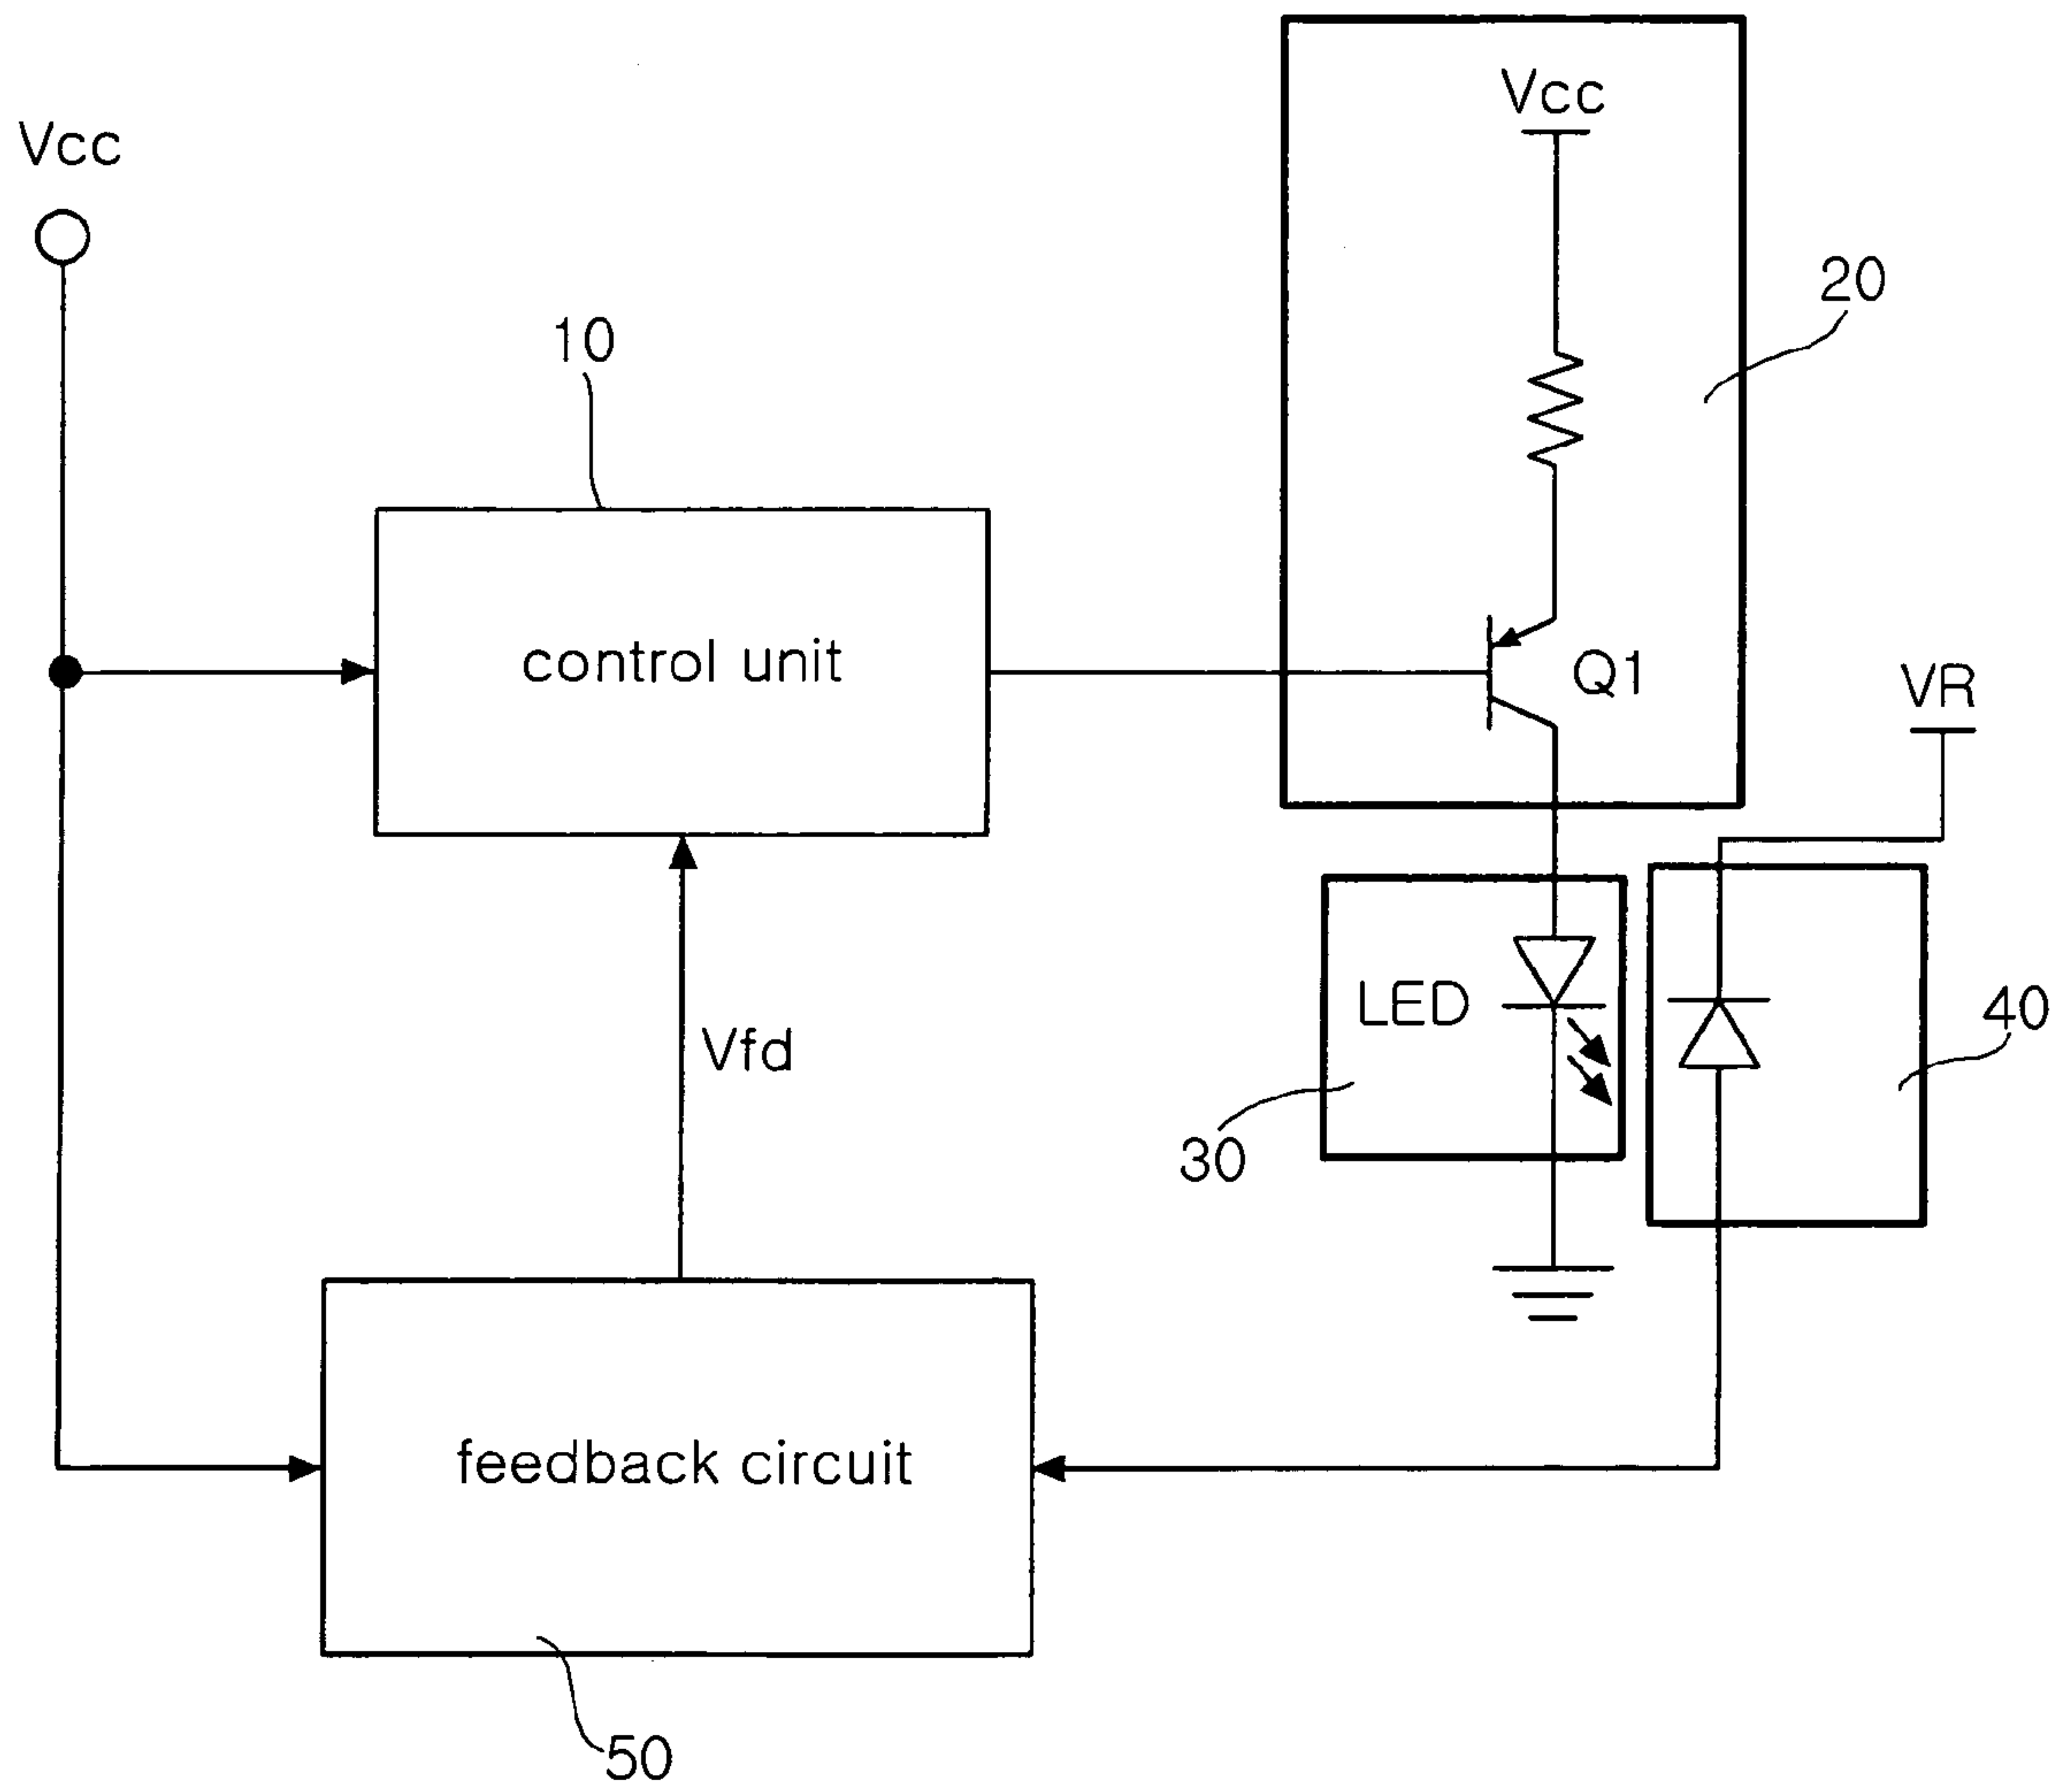 Vcc
Vcc
20
10
control unit
Q1
VR
LED
40
Vfd
30
feedback circuit
50